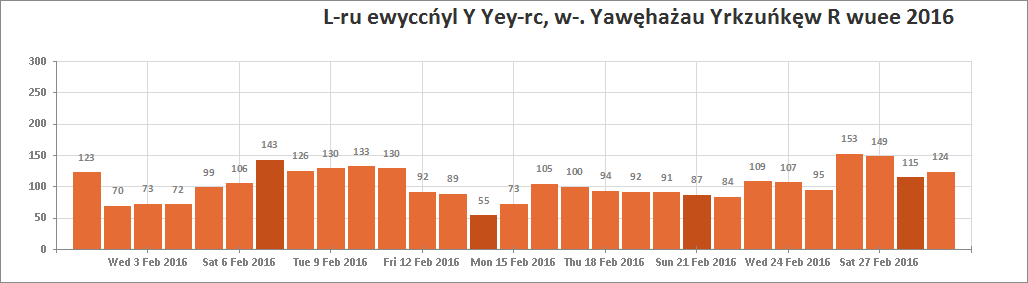 L-ru ewyccńyl Y Yey-rc, w-. Yawęhażau Yrkzuńkęw R wuee 2016
300
250
200
150
100
50
0
123 70 73 72 99 106 143 126 130 133 130 92 89 55 73 105 100 94 92 91 87 84 109 107 95 153 149 115 124
Wed 3 Feb 2016 Sat 6 Feb 2016 Tue 9 Feb 2016 Fri 12 Feb 2016 Mon 15 Feb 2016 Thu 18 Feb 2016 Sun 21 Feb 2016 Wed 24 Feb 2016 Sat 27 Feb 2016